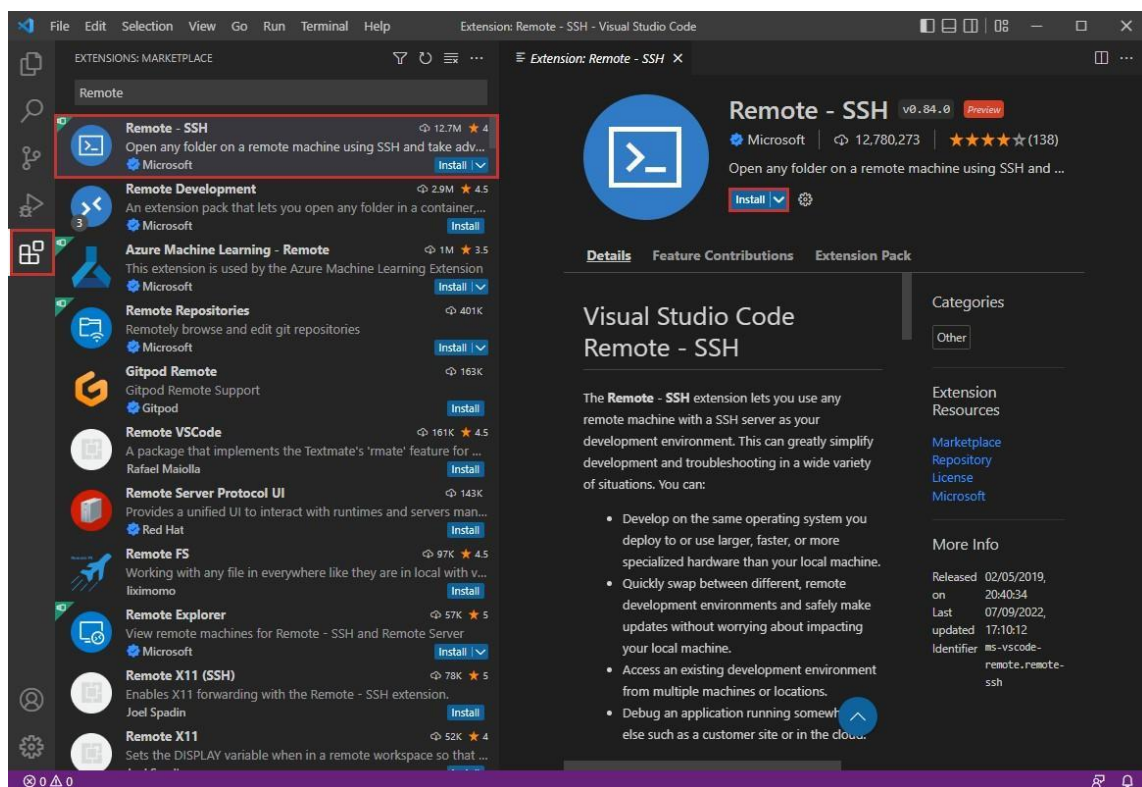 File Edit Selection View Go Run Terminal Help Extension: Remote - SSH - Visual Studio Code
EXTENSIONS: MARKETPLACE
Remote
Remote - SSH 12.7M ★ 4
Open any folder on a remote machine using SSH and take adv...
Microsoft Install
Remote Development 2.9M ★ 4.5
An extension pack that lets you open any folder in a container,...
3 Microsoft Install
Azure Machine Learning - Remote 1M ★ 3.5
This extension is used by the Azure Machine Learning Extension
Microsoft Install
Remote Repositories 401K
Remotely browse and edit git repositories
Microsoft Install
Gitpod Remote 163K
Gitpod Remote Support
Gitpod Install
Remote VSCode 161K ★ 4.5
A package that implements the Textmate's 'rmate' feature for ...
Rafael Maiolla Install
Remote Server Protocol UI 143K
Provides a unified UI to interact with runtimes and servers man...
Red Hat Install
Remote FS 97K ★ 4.5
Working with any file in everywhere like they are in local with v...
liximomo Install
Remote Explorer 57K ★ 5
View remote machines for Remote - SSH and Remote Server
Microsoft Install
Remote X11 (SSH) 78K ★ 5
Enables X11 forwarding with the Remote - SSH extension.
Joel Spadin Install
Remote X11 52K ★ 4
Sets the DISPLAY variable when in a remote workspace so that ...
Extension: Remote - SSH
Remote - SSH v0.84.0 Preview
Microsoft 12,780,273 ★★★★☆(138)
Open any folder on a remote machine using SSH and ...
Install
Details Feature Contributions Extension Pack
Visual Studio Code
Remote - SSH
The Remote - SSH extension lets you use any
remote machine with a SSH server as your
development environment. This can greatly simplify
development and troubleshooting in a wide variety
of situations. You can:
• Develop on the same operating system you
deploy to or use larger, faster, or more
specialized hardware than your local machine.
• Quickly swap between different, remote
development environments and safely make
updates without worrying about impacting
your local machine.
• Access an existing development environment
from multiple machines or locations.
• Debug an application running
else such as a customer site or in the cloud.
Categories
Other
Extension
Resources
Marketplace
Repository
License
Microsoft
More Info
Released 02/05/2019,
on 20:40:34
Last 07/09/2022,
updated 17:10:12
Identifier ms-vscode-
remote.remote-
ssh
0 0